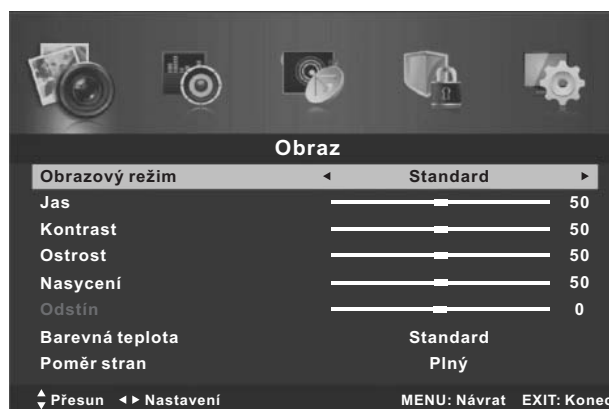 Obraz
Obrazový režim ◄ Standard ►
Jas 50
Kontrast 50
Ostrost 50
Nasycení 50
Odstín 0
Barevná teplota Standard
Poměr stran Plný
Přesun ◄► Nastavení MENU: Návrat EXIT: Konec